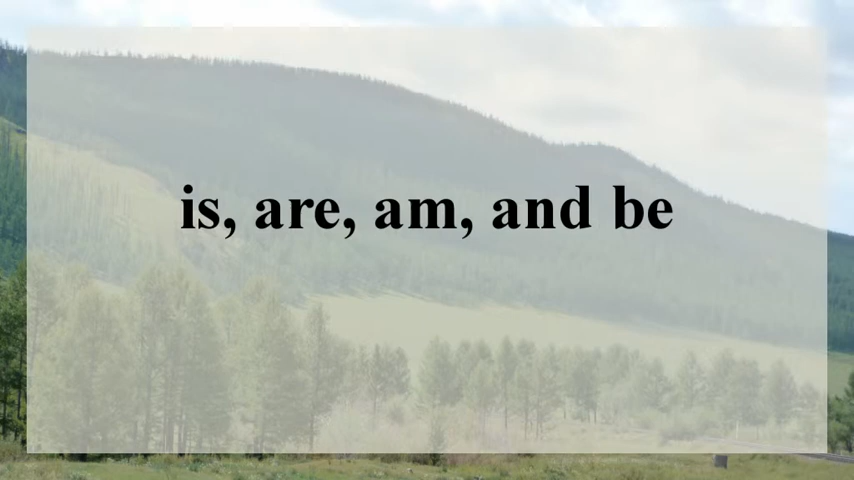 is, are, am, and be